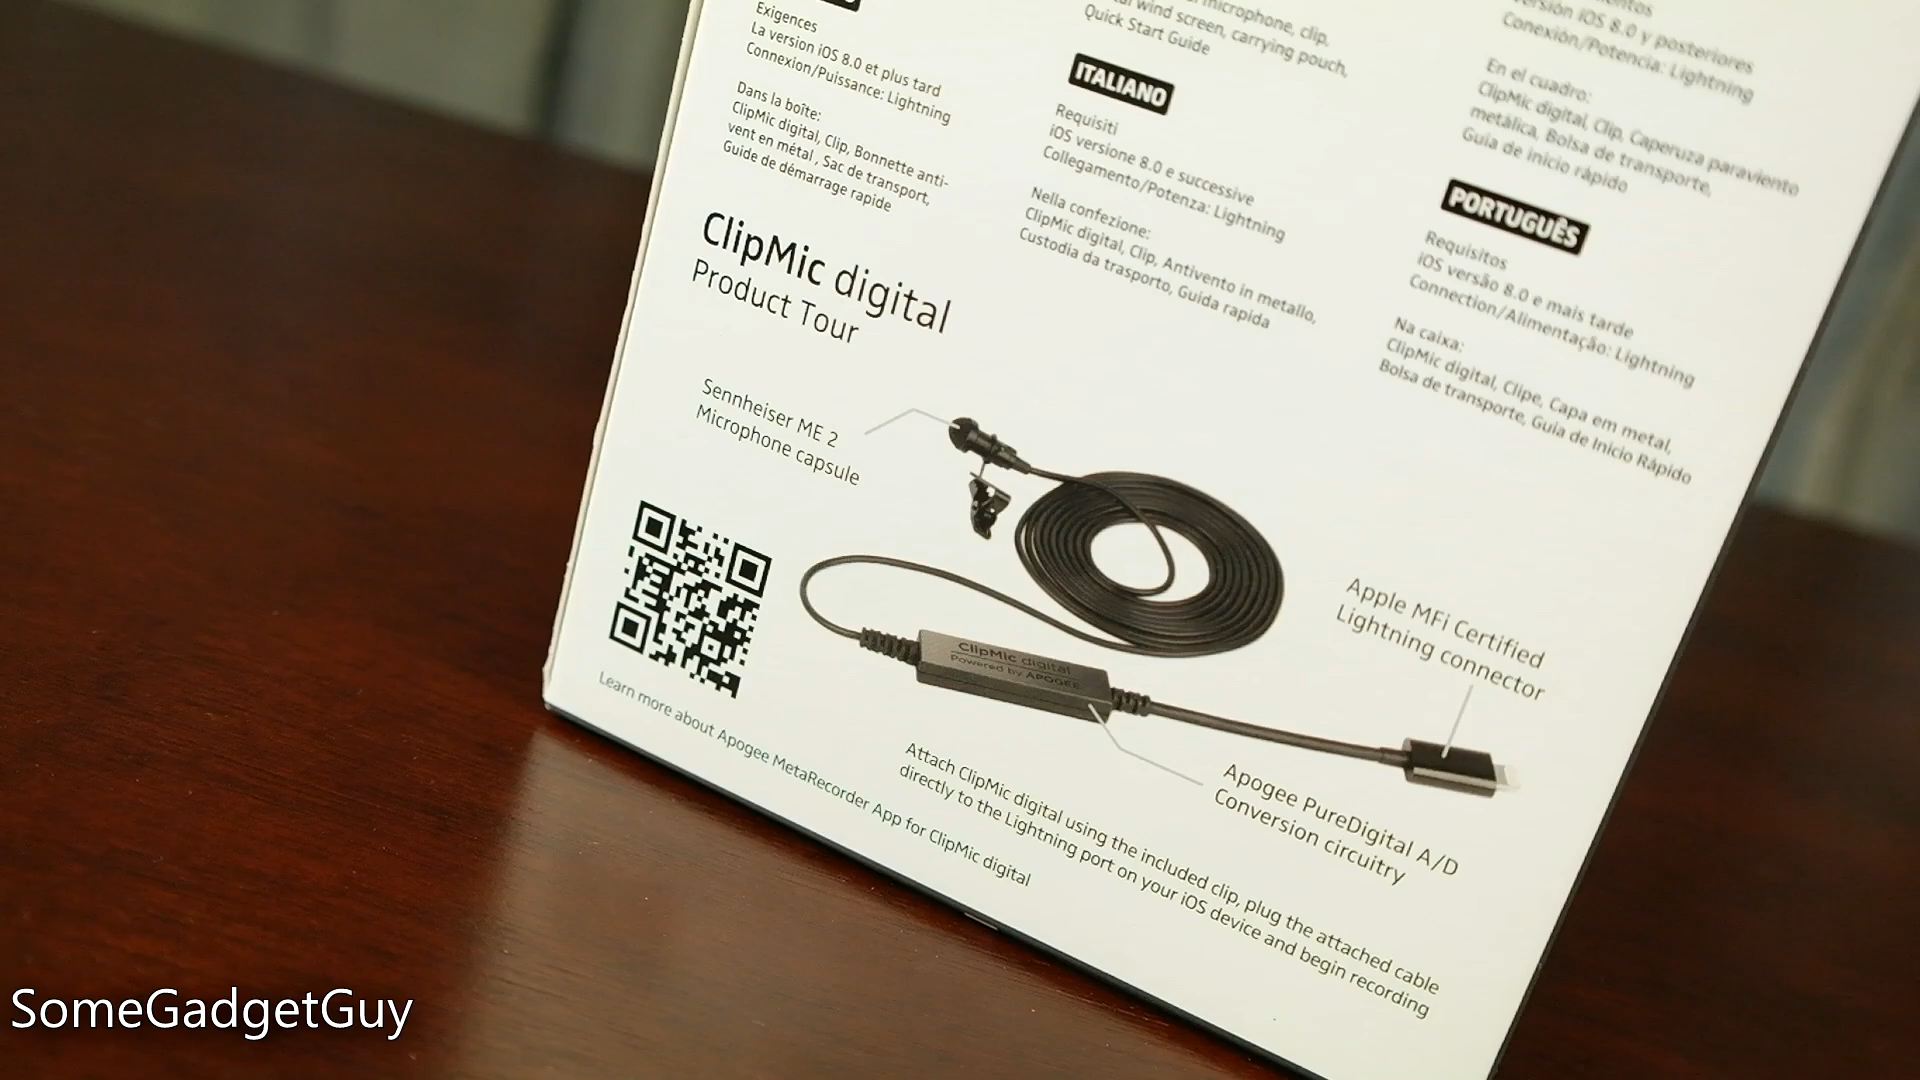 Exigences
La version iOS 8.0 et plus tard
Connexion/Puissance: Lightning
Dans la boîte:
ClipMic digital, Clip, Bonnette anti-
vent en métal , Sac de transport,
Guide de démarrage rapide
microphone, clip,
wind screen, carrying pouch,
Quick Start Guide
ITALIANO
Requisiti
iOS versione 8.0 e successive
Collegamento/Potenza: Lightning
Nella confezione:
ClipMic digital, Clip, Antivento in metallo,
Custodia da trasporto, Guida rapida
iOS 8.0 y posteriores
Conexión/Potencia: Lightning
En el cuadro:
ClipMic digital, Clip, Caperuza paraviento
metálica, Bolsa de transporte,
Guía de inicio rápido
PORTUGUÊS
Requisitos
iOS versão 8.0 e mais tarde
Connection/Alimentação: Lightning
Na caixa:
ClipMic digital, Clipe, Capa em metal,
Bolsa de transporte, Guia de Início Rápido
ClipMic digital
Product Tour
Sennheiser ME 2
Microphone capsule
ClipMic digital
Powered by APOGEE
Apple MFi Certified
Lightning connector
Apogee PureDigital A/D
Conversion circuitry
Attach ClipMic digital using the included clip, plug the attached cable
directly to the Lightning port on your iOS device and begin recording
Learn more about Apogee MetaRecorder App for ClipMic digital
SomeGadgetGuy